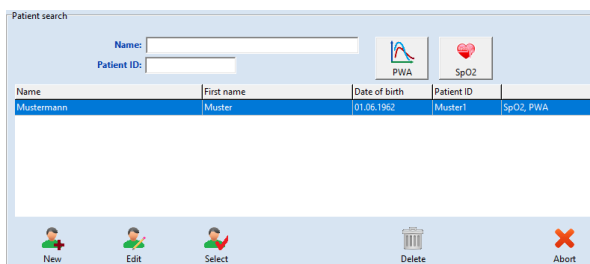 Patient search
Name:
Patient ID:
PWA SpO2
Name First name Date of birth Patient ID
Mustermann Muster 01.06.1962 Muster1 SpO2, PWA
New Edit Select Delete Abort